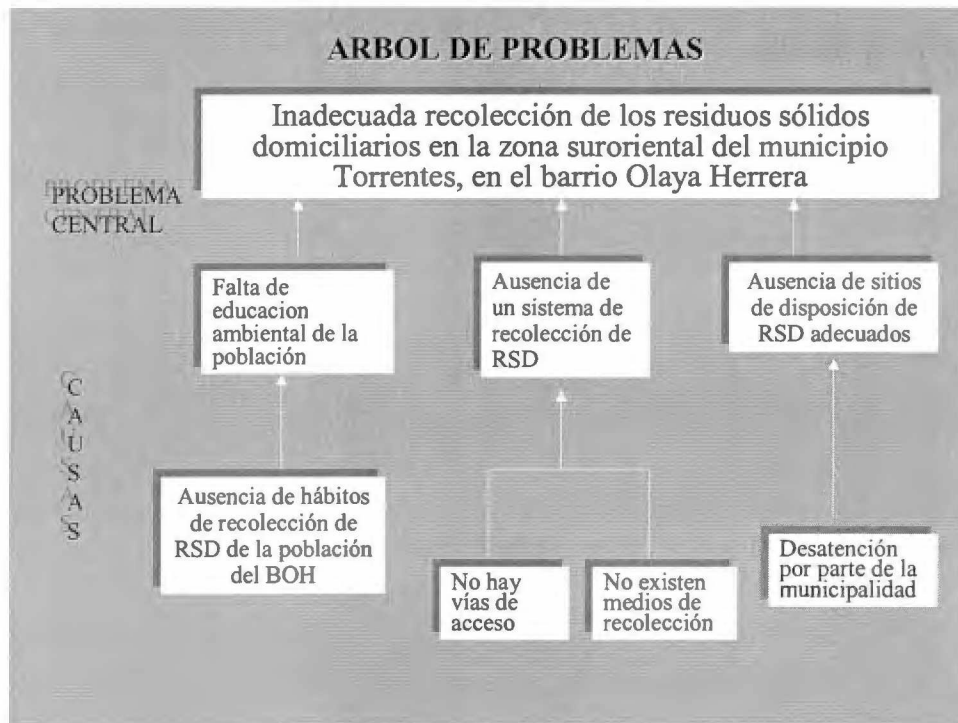 ARBOL DE PROBLEMAS
Inadecuada recolección de los residuos sólidos
domiciliarios en la zona suroriental del municipio
Torrentes, en el barrio Olaya Herrera
PROBLEMA
CENTRAL
Falta de
educacion
ambiental de la
población
Ausencia de
un sistema de
recolección de
RSD
Ausencia de sitios
de disposición de
RSD adecuados
C
A
U
S
A
S
Ausencia de hábitos
de recolección de
RSD de la población
del BOH
No hay
vías de
acceso
No existen
medios de
recolección
Desatención
por parte de la
municipalidad